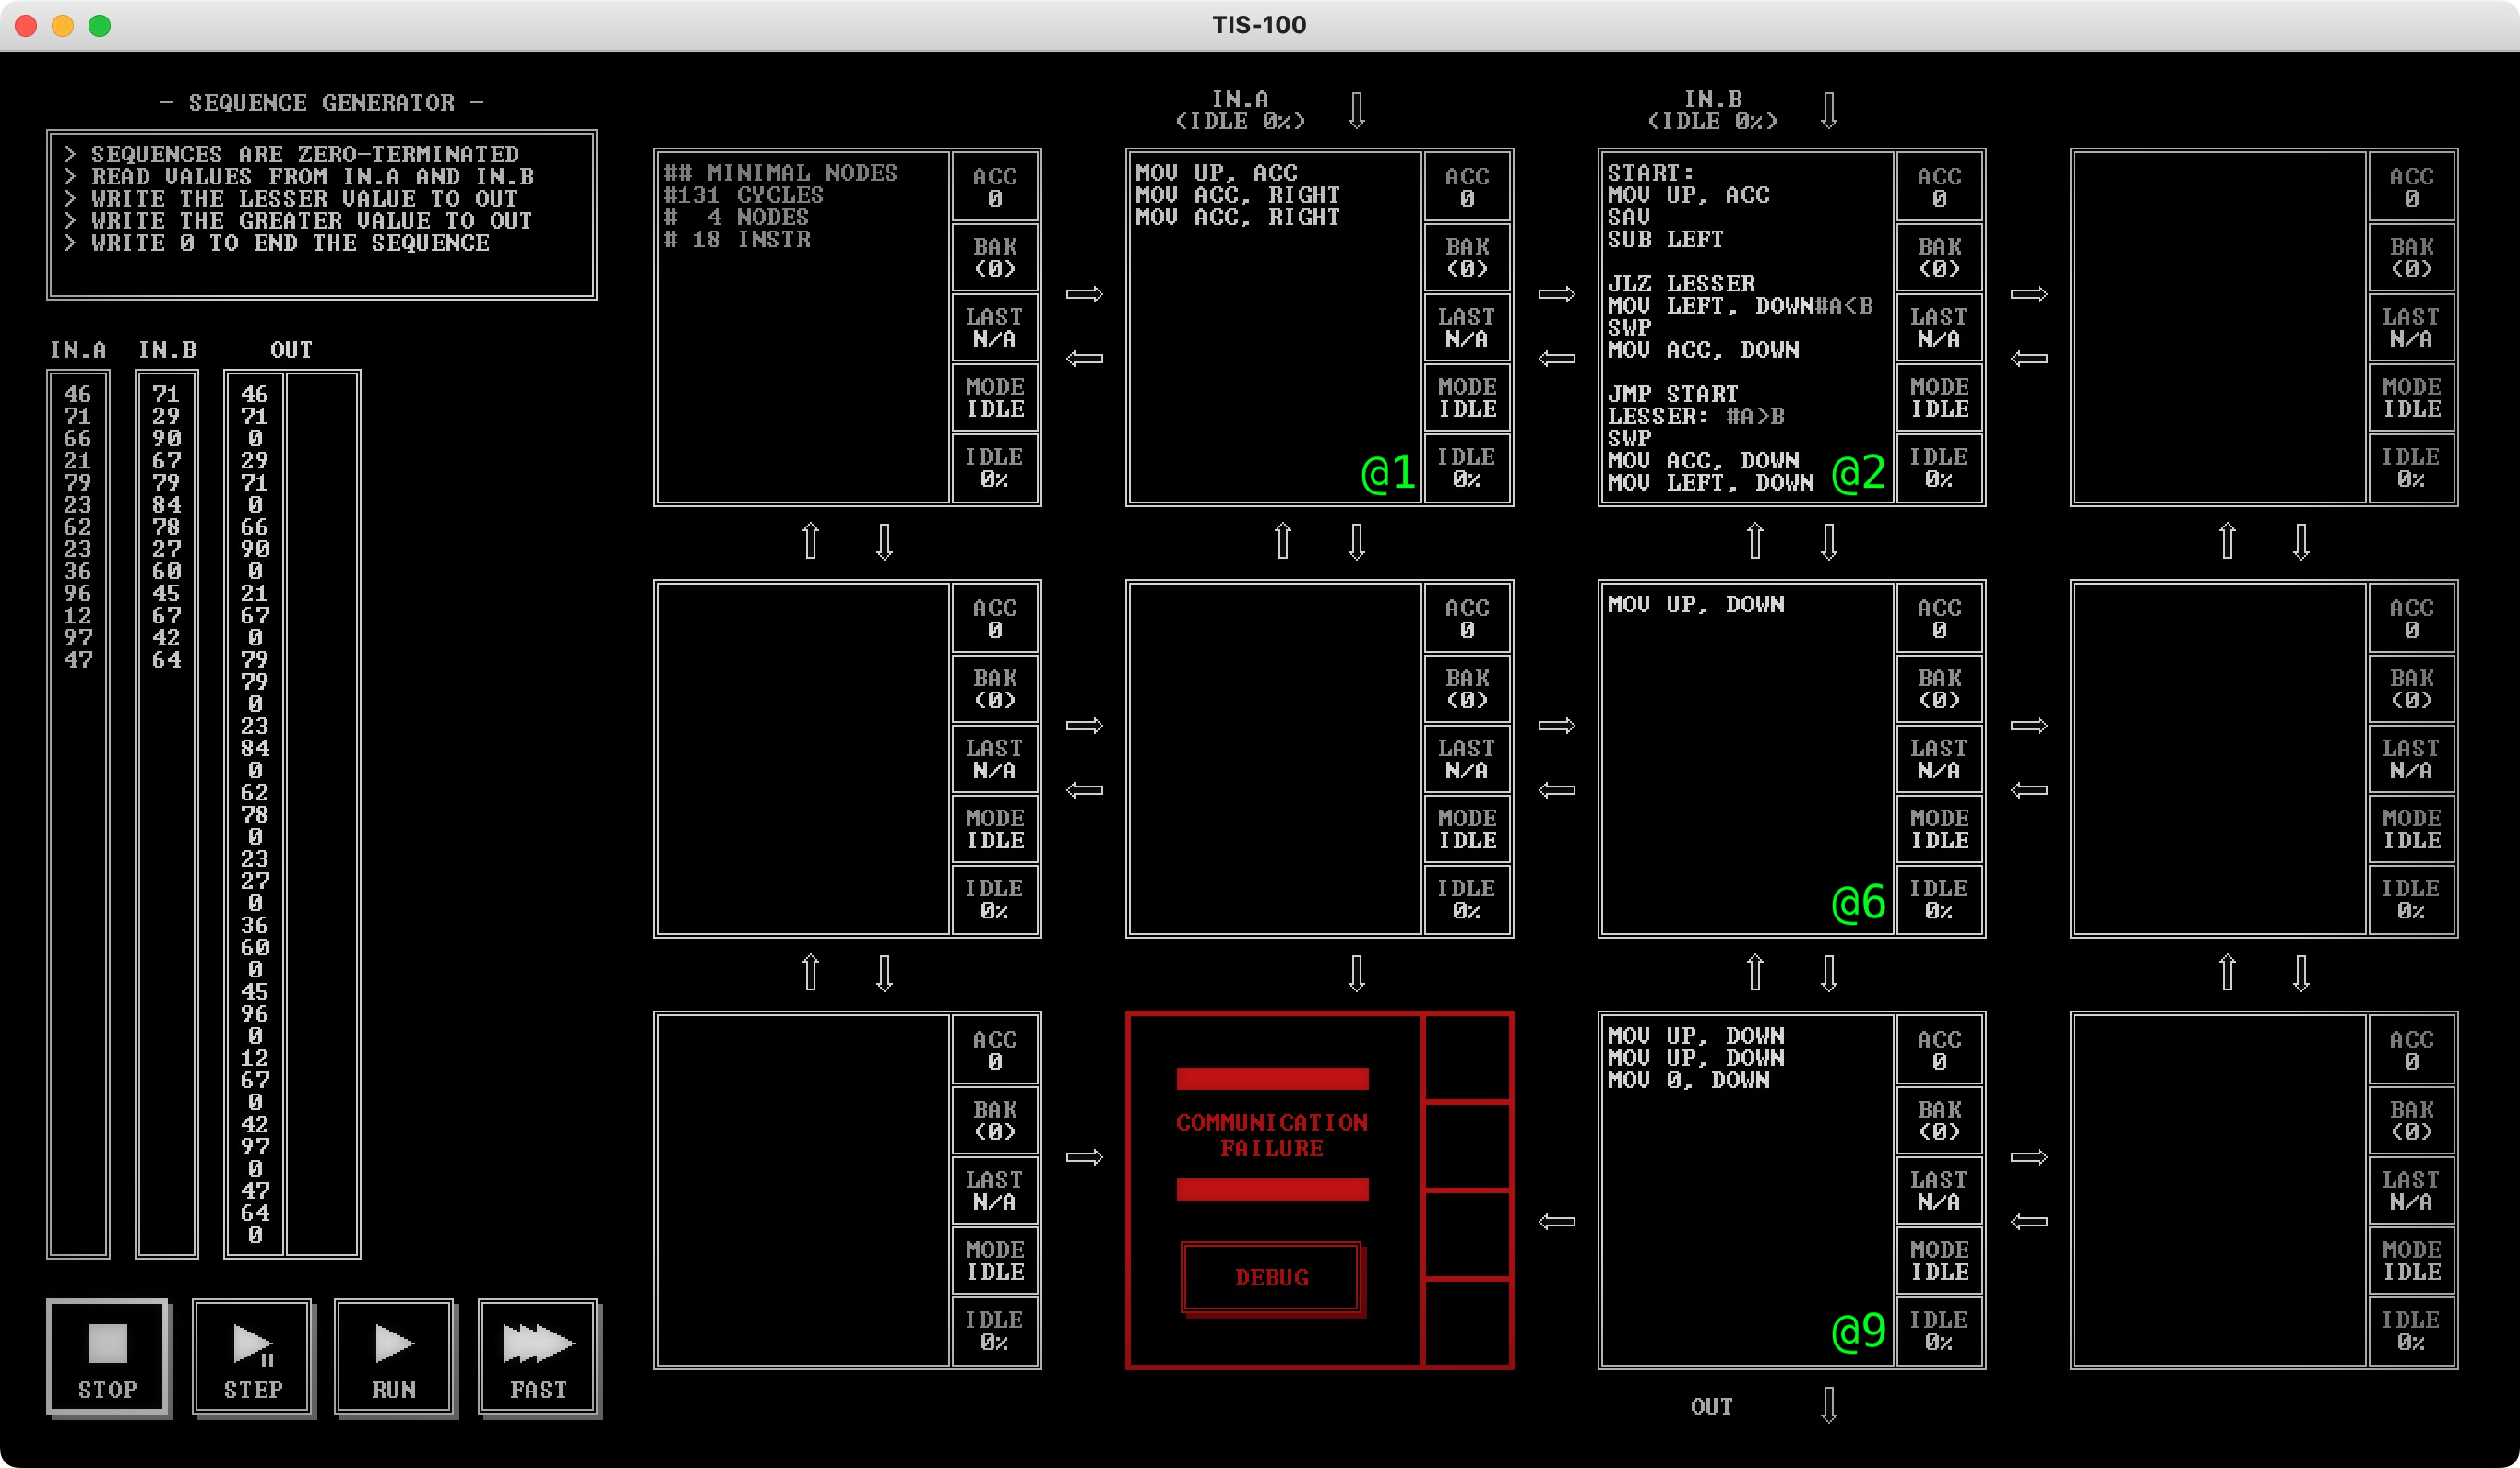 TIS-100
- SEQUENCE GENERATOR -
> SEQUENCES ARE ZERO-TERMINATED
> READ VALUES FROM IN.A AND IN.B
> WRITE THE LESSER VALUE TO OUT
> WRITE THE GREATER VALUE TO OUT
> WRITE 0 TO END THE SEQUENCE
IN.A IN.B OUT
46 71 46
71 29 71
66 90 0
21 67 29
79 79 71
23 84 0
62 78 66
23 27 90
36 60 0
96 45 21
12 67 67
97 42 0
47 64 79
79
0
23
84
0
62
78
0
23
27
0
36
60
0
45
96
0
12
67
0
42
97
0
47
64
0
STOP
STEP
RUN
FAST
IN.A
(IDLE 0%)
IN.B
(IDLE 0%)
## MINIMAL NODES
#131 CYCLES
#  4 NODES
# 18 INSTR
ACC
0
BAK
(0)
LAST
N/A
MODE
IDLE
IDLE
0%
MOV UP, ACC
MOV ACC, RIGHT
MOV ACC, RIGHT
@1
ACC
0
BAK
(0)
LAST
N/A
MODE
IDLE
IDLE
0%
START:
MOV UP, ACC
SAV
SUB LEFT
JLZ LESSER
MOV LEFT, DOWN#A<B
SWP
MOV ACC, DOWN
JMP START
LESSER: #A>B
SWP
MOV ACC, DOWN
MOV LEFT, DOWN
@2
ACC
0
BAK
(0)
LAST
N/A
MODE
IDLE
IDLE
0%
ACC
0
BAK
(0)
LAST
N/A
MODE
IDLE
IDLE
0%
ACC
0
BAK
(0)
LAST
N/A
MODE
IDLE
IDLE
0%
ACC
0
BAK
(0)
LAST
N/A
MODE
IDLE
IDLE
0%
MOV UP, DOWN
@6
ACC
0
BAK
(0)
LAST
N/A
MODE
IDLE
IDLE
0%
ACC
0
BAK
(0)
LAST
N/A
MODE
IDLE
IDLE
0%
ACC
0
BAK
(0)
LAST
N/A
MODE
IDLE
IDLE
0%
COMMUNICATION
FAILURE
DEBUG
MOV UP, DOWN
MOV UP, DOWN
MOV 0, DOWN
@9
ACC
0
BAK
(0)
LAST
N/A
MODE
IDLE
IDLE
0%
ACC
0
BAK
(0)
LAST
N/A
MODE
IDLE
IDLE
0%
OUT